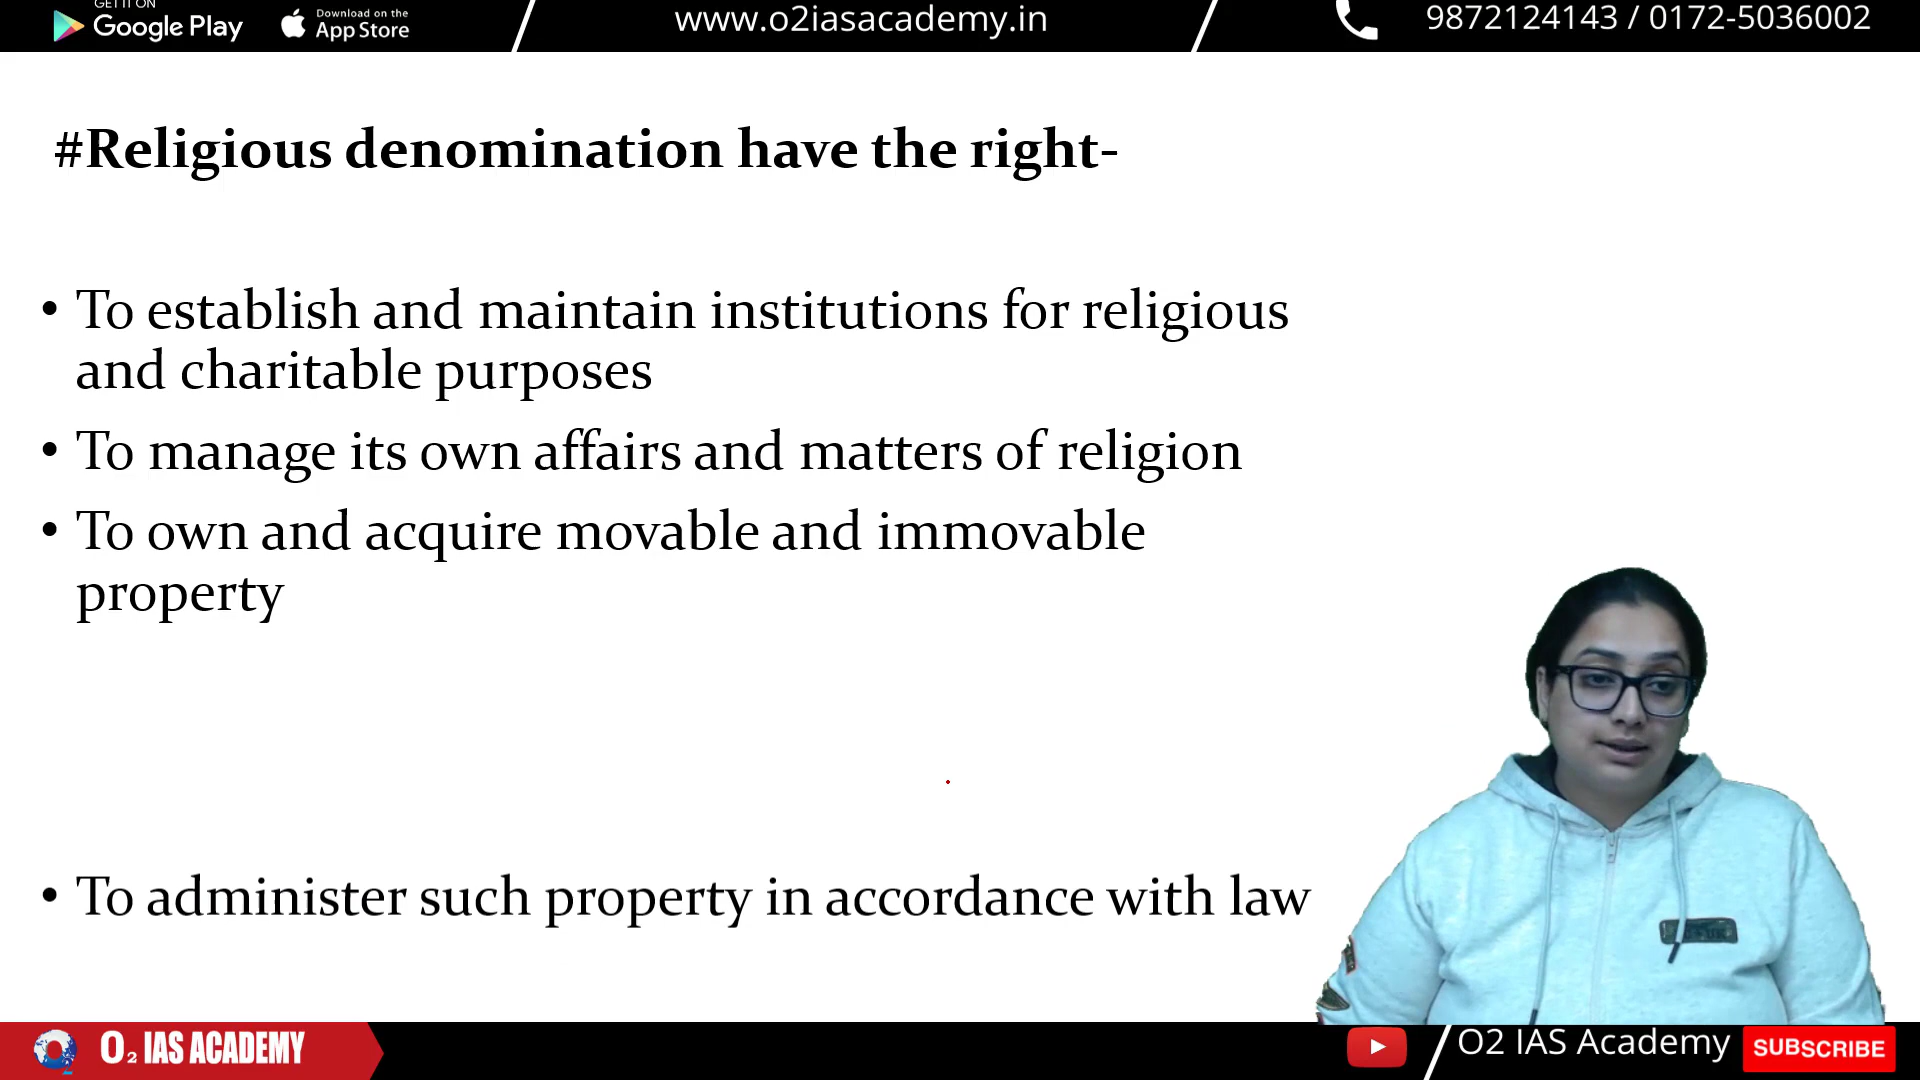 GET IT ON
Google Play
Download on the
App Store
www.o2iasacademy.in
9872124143 / 0172-5036002
#Religious denomination have the right-
• To establish and maintain institutions for religious
and charitable purposes
• To manage its own affairs and matters of religion
• To own and acquire movable and immovable
property
• To administer such property in accordance with law
O2 IAS ACADEMY
O2 IAS Academy
SUBSCRIBE